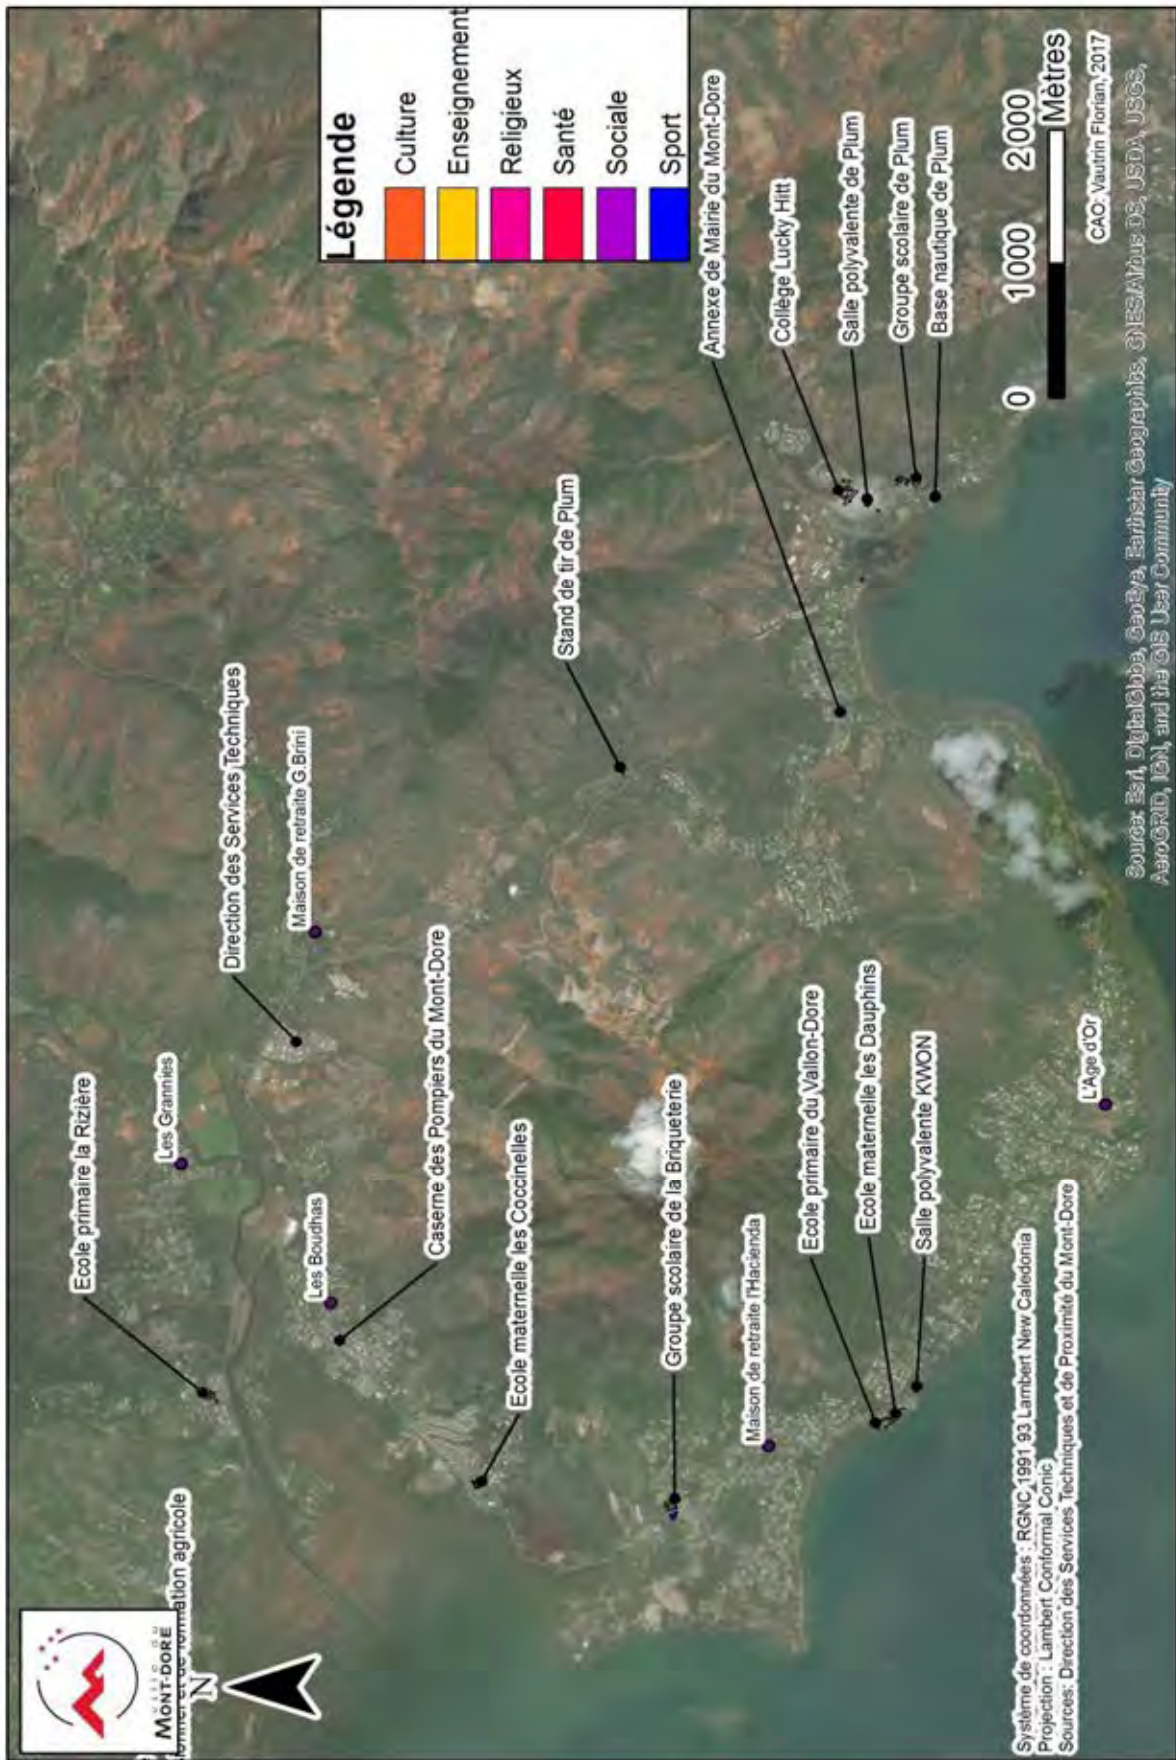 Ville du
MONT-DORE
formation agricole
N
Ecole primaire la Rizière
Les Grannies
Direction des Services Techniques
Maison de retraite G.Brini
Les Boudhas
Caserne des Pompiers du Mont-Dore
Ecole maternelle les Coccinelles
Groupe scolaire de la Briqueterie
Maison de retraite l'Hacienda
Ecole primaire du Vallon-Dore
Ecole maternelle les Dauphins
Salle polyvalente KWON
L'Age d'Or
Stand de tir de Plum
Annexe de Mairie du Mont-Dore
Collège Lucky Hitt
Salle polyvalente de Plum
Groupe scolaire de Plum
Base nautique de Plum
Légende
Culture
Enseignement
Religieux
Santé
Sociale
Sport
0 1000 2000
Mètres
CAO: Vautrin Florian, 2017
Système de coordonnées : RGNC 1991 93 Lambert New Caledonia
Projection : Lambert Conformal Conic
Sources: Direction des Services Techniques et de Proximité du Mont-Dore
Source: Esri, DigitalGlobe, GeoEye, Earthstar Geographics, CNES/Airbus DS, USDA, USGS,
AeroGRID, IGN, and the GIS User Community